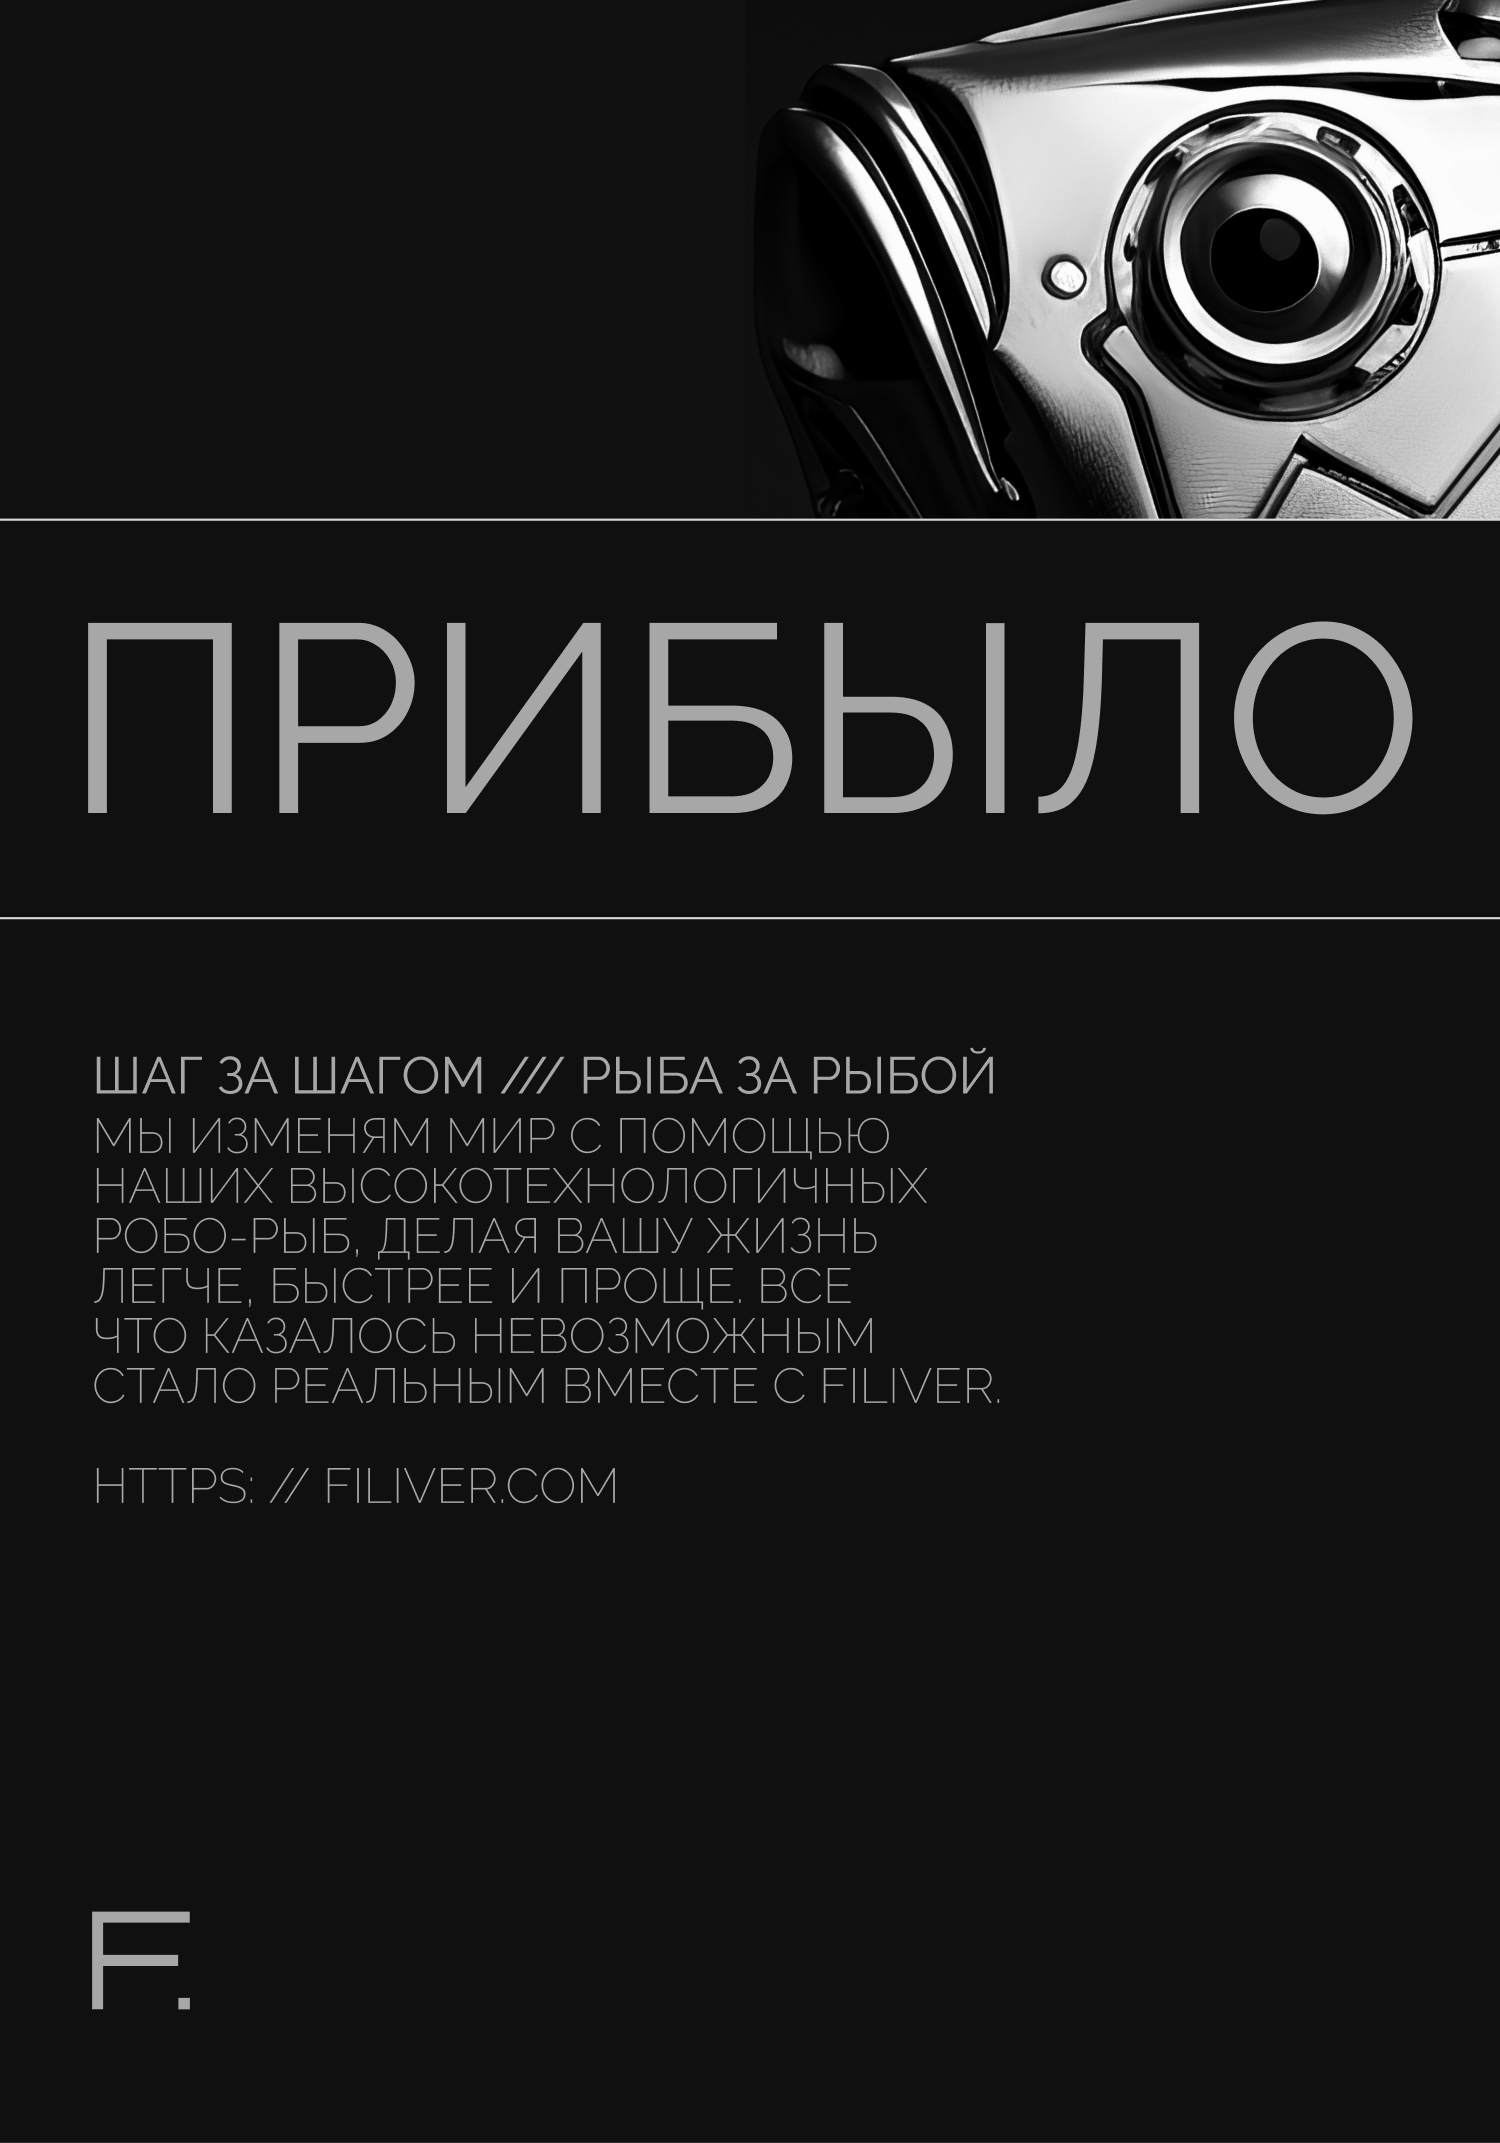 ПРИБЫЛО
ШАГ ЗА ШАГОМ /// РЫБА ЗА РЫБОЙ
МЫ ИЗМЕНЯМ МИР С ПОМОЩЬЮ
НАШИХ ВЫСОКОТЕХНОЛОГИЧНЫХ
РОБО-РЫБ, ДЕЛАЯ ВАШУ ЖИЗНЬ
ЛЕГЧЕ, БЫСТРЕЕ И ПРОЩЕ. ВСЕ
ЧТО КАЗАЛОСЬ НЕВОЗМОЖНЫМ
СТАЛО РЕАЛЬНЫМ ВМЕСТЕ С FILIVER.
HTTPS: // FILIVER.COM
F.